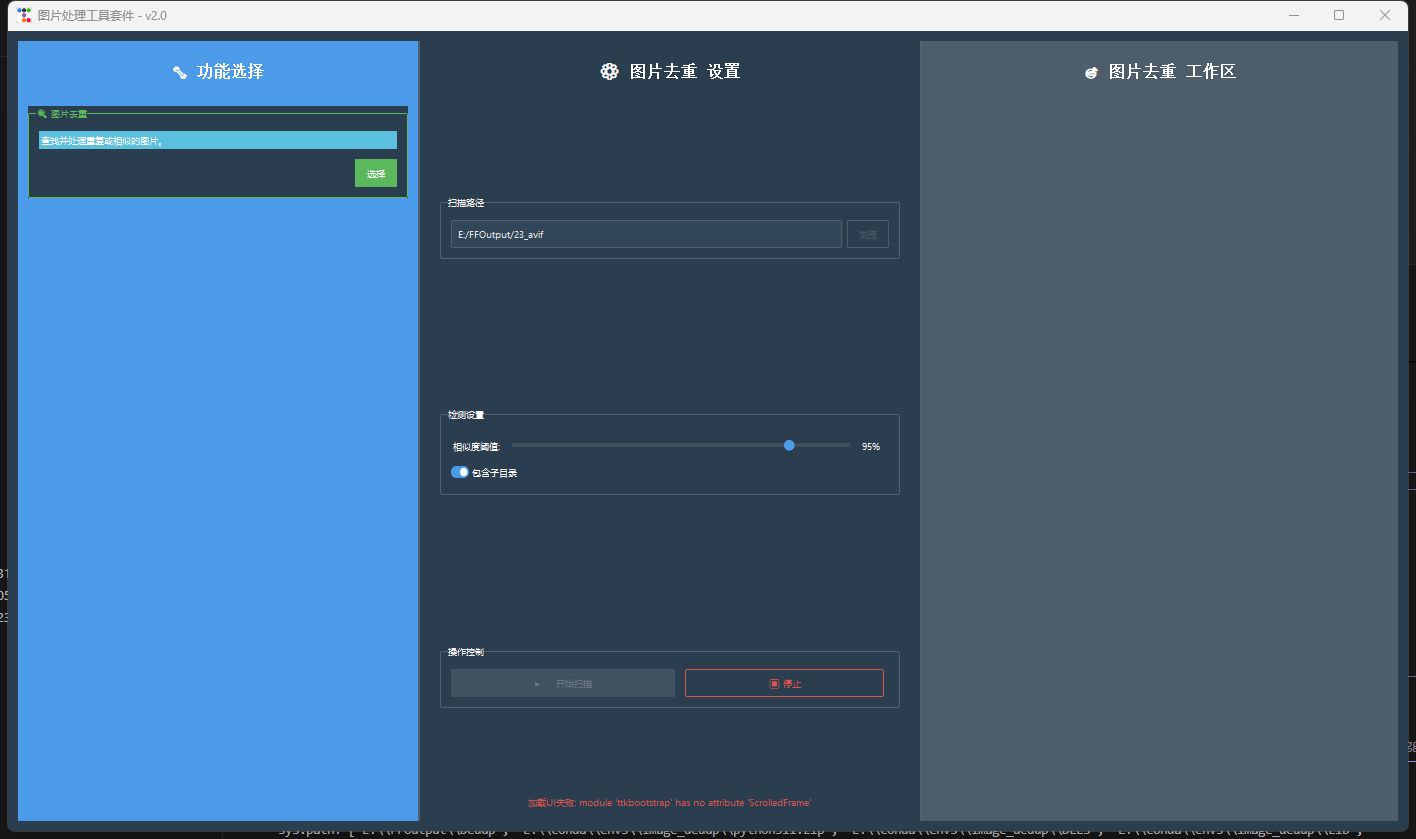 图片处理工具套件 - v2.0
功能选择
图片去重
查找并处理重复或相似的图片。
选择
图片去重 设置
扫描路径
E:/FFOutput/23_avif
浏览
检测设置
相似度阈值:
95%
包含子目录
操作控制
开始扫描
停止
加载UI失败: module 'ttkbootstrap' has no attribute 'ScrolledFrame'
图片去重 工作区